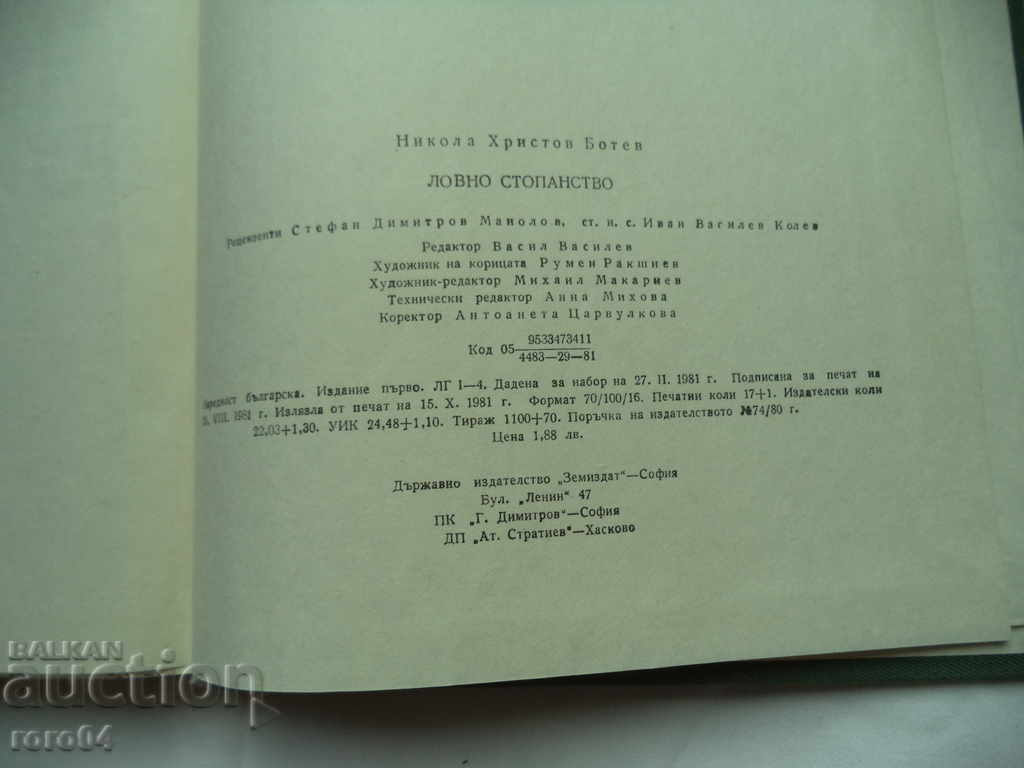 Никола Христов Ботев
ЛОВНО СТОПАНСТВО
Рецензенти Стефан Димитров Манолов, ст. н. с. Иван Василев Колев
Редактор Васил Василев
Художник на корицата Румен Ракшиев
Художник-редактор Михаил Макариев
Технически редактор Анна Михова
Коректор Антоанета Царвулкова
Код 05 9533473411
4483—29—81
българска. Издание първо. ЛГ I—4. Дадена за набор на 27. II. 1981 г. Подписана за печат на
VIII. 1981 г. Излязла от печат на 15. X. 1981 г. Формат 70/100/16. Печатни коли 17+1. Издателски коли
22,03+1,30. УИК 24,48+1,10. Тираж 1100+70. Поръчка на издателството №74/80 г.
Цена 1,88 лв.
Държавно издателство „Земиздат“—София
Бул. „Ленин“ 47
ПК „Г. Димитров“—София
ДП „Ат. Стратиев“—Хасково
BALKAN
auction
roro04